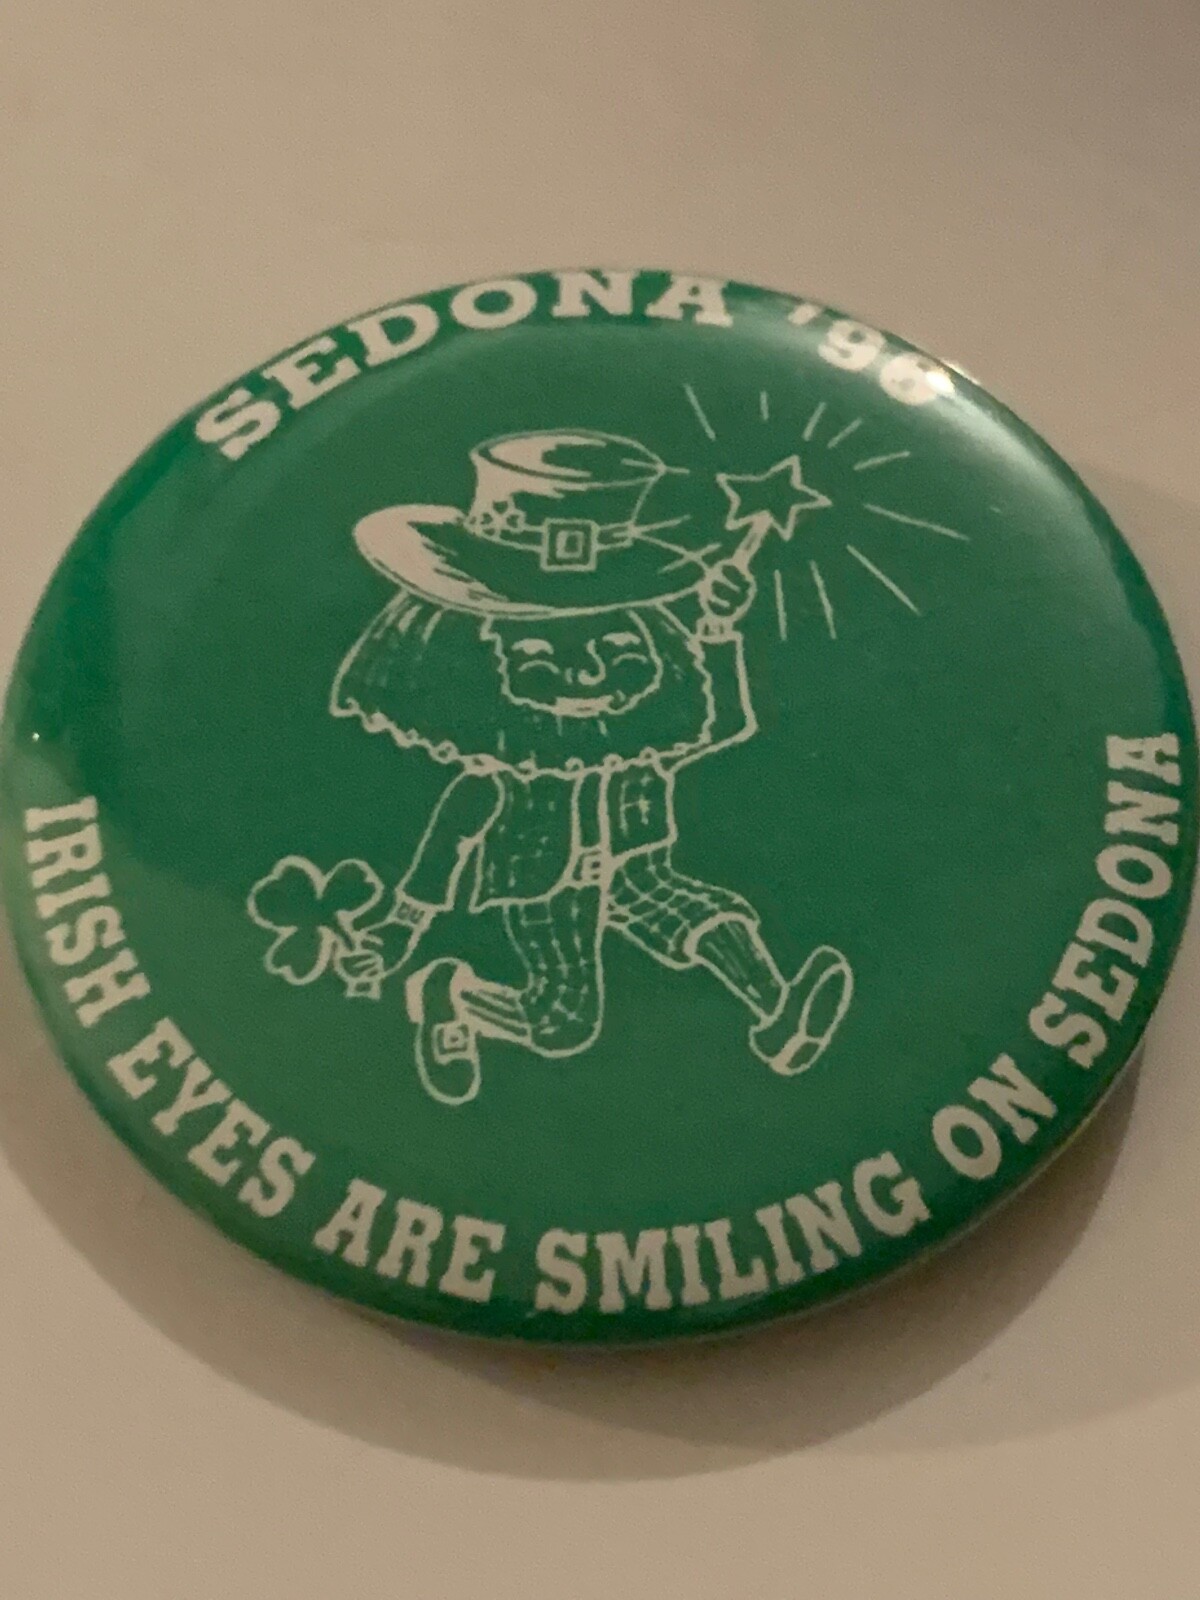 SEDONA '96
IRISH EYES ARE SMILING ON SEDONA